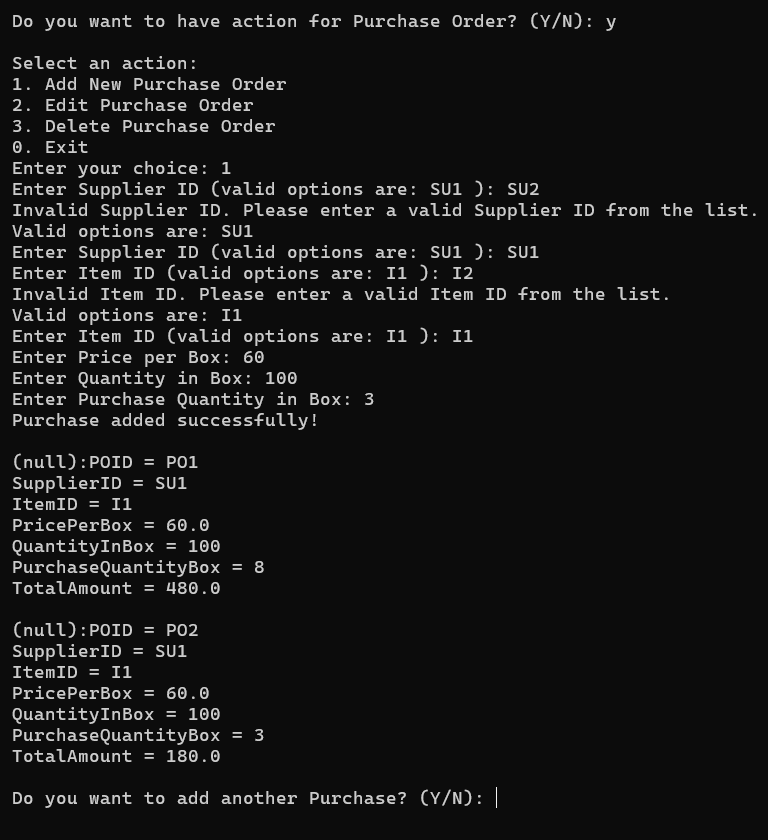 Do you want to have action for Purchase Order? (Y/N): y
Select an action:
1. Add New Purchase Order
2. Edit Purchase Order
3. Delete Purchase Order
0. Exit
Enter your choice: 1
Enter Supplier ID (valid options are: SU1 ): SU2
Invalid Supplier ID. Please enter a valid Supplier ID from the list.
Valid options are: SU1
Enter Supplier ID (valid options are: SU1 ): SU1
Enter Item ID (valid options are: I1 ): I2
Invalid Item ID. Please enter a valid Item ID from the list.
Valid options are: I1
Enter Item ID (valid options are: I1 ): I1
Enter Price per Box: 60
Enter Quantity in Box: 100
Enter Purchase Quantity in Box: 3
Purchase added successfully!
(null):POID = PO1
SupplierID = SU1
ItemID = I1
PricePerBox = 60.0
QuantityInBox = 100
PurchaseQuantityBox = 8
TotalAmount = 480.0
(null):POID = PO2
SupplierID = SU1
ItemID = I1
PricePerBox = 60.0
QuantityInBox = 100
PurchaseQuantityBox = 3
TotalAmount = 180.0
Do you want to add another Purchase? (Y/N):